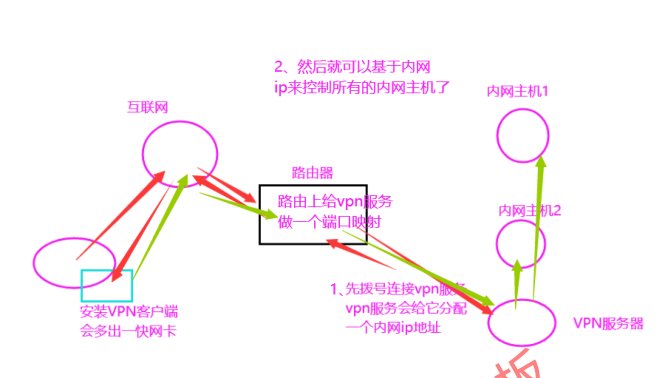 2、然后就可以基于内网
ip来控制所有的内网主机了
内网主机1
互联网
路由器
路由上给vpn服务
做一个端口映射
内网主机2
1、先拨号连接vpn服务
vpn服务会给它分配
一个内网ip地址
安装VPN客户端
会多出一快网卡
VPN服务器
板